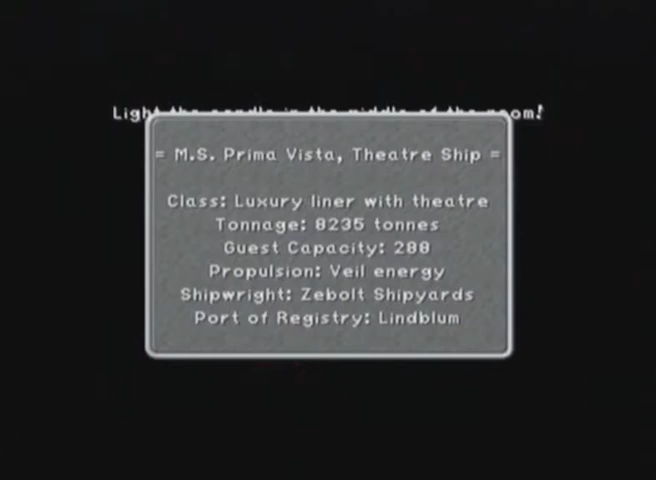 Light the candle in the middle of the room!
= M.S. Prima Vista, Theatre Ship =
Class: Luxury liner with theatre
Tonnage: 8235 tonnes
Guest Capacity: 288
Propulsion: Veil energy
Shipwright: Zebolt Shipyards
Port of Registry: Lindblum